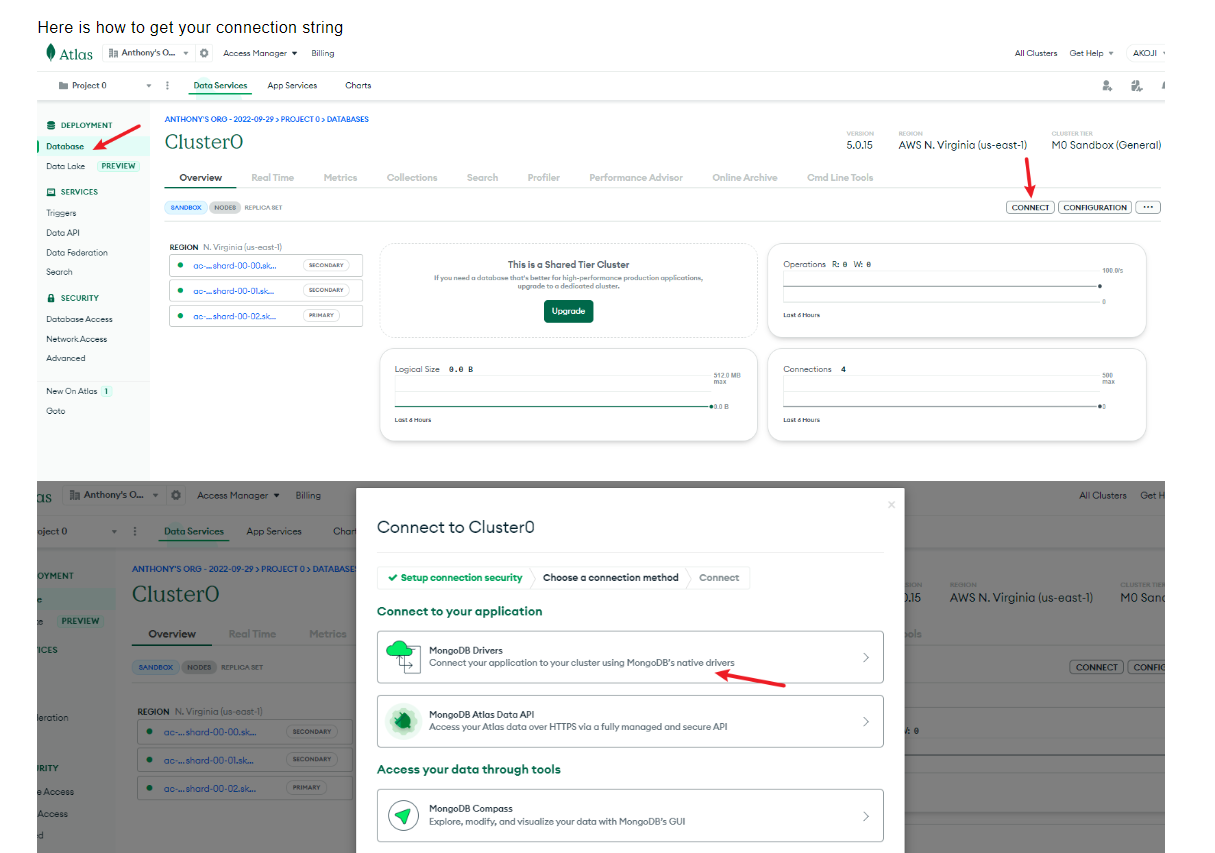 Here is how to get your connection string
Atlas Anthony's O... Access Manager Billing All Clusters Get Help AKOJI
Project 0 Data Services App Services Charts
DEPLOYMENT
Database
Data Lake PREVIEW
SERVICES
Triggers
Data API
Data Federation
Search
SECURITY
Database Access
Network Access
Advanced
New On Atlas 1
Goto
ANTHONY'S ORG - 2022-09-29 > PROJECT 0 > DATABASES
Cluster0
VERSION
5.0.15
REGION
AWS N. Virginia (us-east-1)
CLUSTER TIER
M0 Sandbox (General)
Overview Real Time Metrics Collections Search Profiler Performance Advisor Online Archive Cmd Line Tools
SANDBOX NODES REPLICA SET
CONNECT CONFIGURATION ...
REGION N. Virginia (us-east-1)
ac-...shard-00-00.sk... SECONDARY
ac-...shard-00-01.sk... SECONDARY
ac-...shard-00-02.sk... PRIMARY
This is a Shared Tier Cluster
If you need a database that's better for high-performance production applications,
upgrade to a dedicated cluster.
Upgrade
Operations R: 0 W: 0
100.0/s
0
Last 6 Hours
Logical Size 0.0 B
512.0 MB
max
0.0 B
Last 6 Hours
Connections 4
500
max
0
Last 6 Hours
as Anthony's O... Access Manager Billing All Clusters Get H
oject 0 Data Services App Services Char
OYMENT
e
PREVIEW
ICES
leration
RITY
e Access
Access
d
ANTHONY'S ORG - 2022-09-29 > PROJECT 0 > DATABASE
Cluster0
Overview Real Time Metrics
SANDBOX NODES REPLICA SET
REGION N. Virginia (us-east-1)
ac-...shard-00-00.sk... SECONDARY
ac-...shard-00-01.sk... SECONDARY
ac-...shard-00-02.sk... PRIMARY
Connect to Cluster0
Setup connection security Choose a connection method Connect
Connect to your application
MongoDB Drivers
Connect your application to your cluster using MongoDB's native drivers
MongoDB Atlas Data API
Access your Atlas data over HTTPS via a fully managed and secure API
Access your data through tools
MongoDB Compass
Explore, modify, and visualize your data with MongoDB's GUI
REGION
AWS N. Virginia (us-east-1)
CLUSTER TIER
M0 Sanc
ools
CONNECT CONFIG